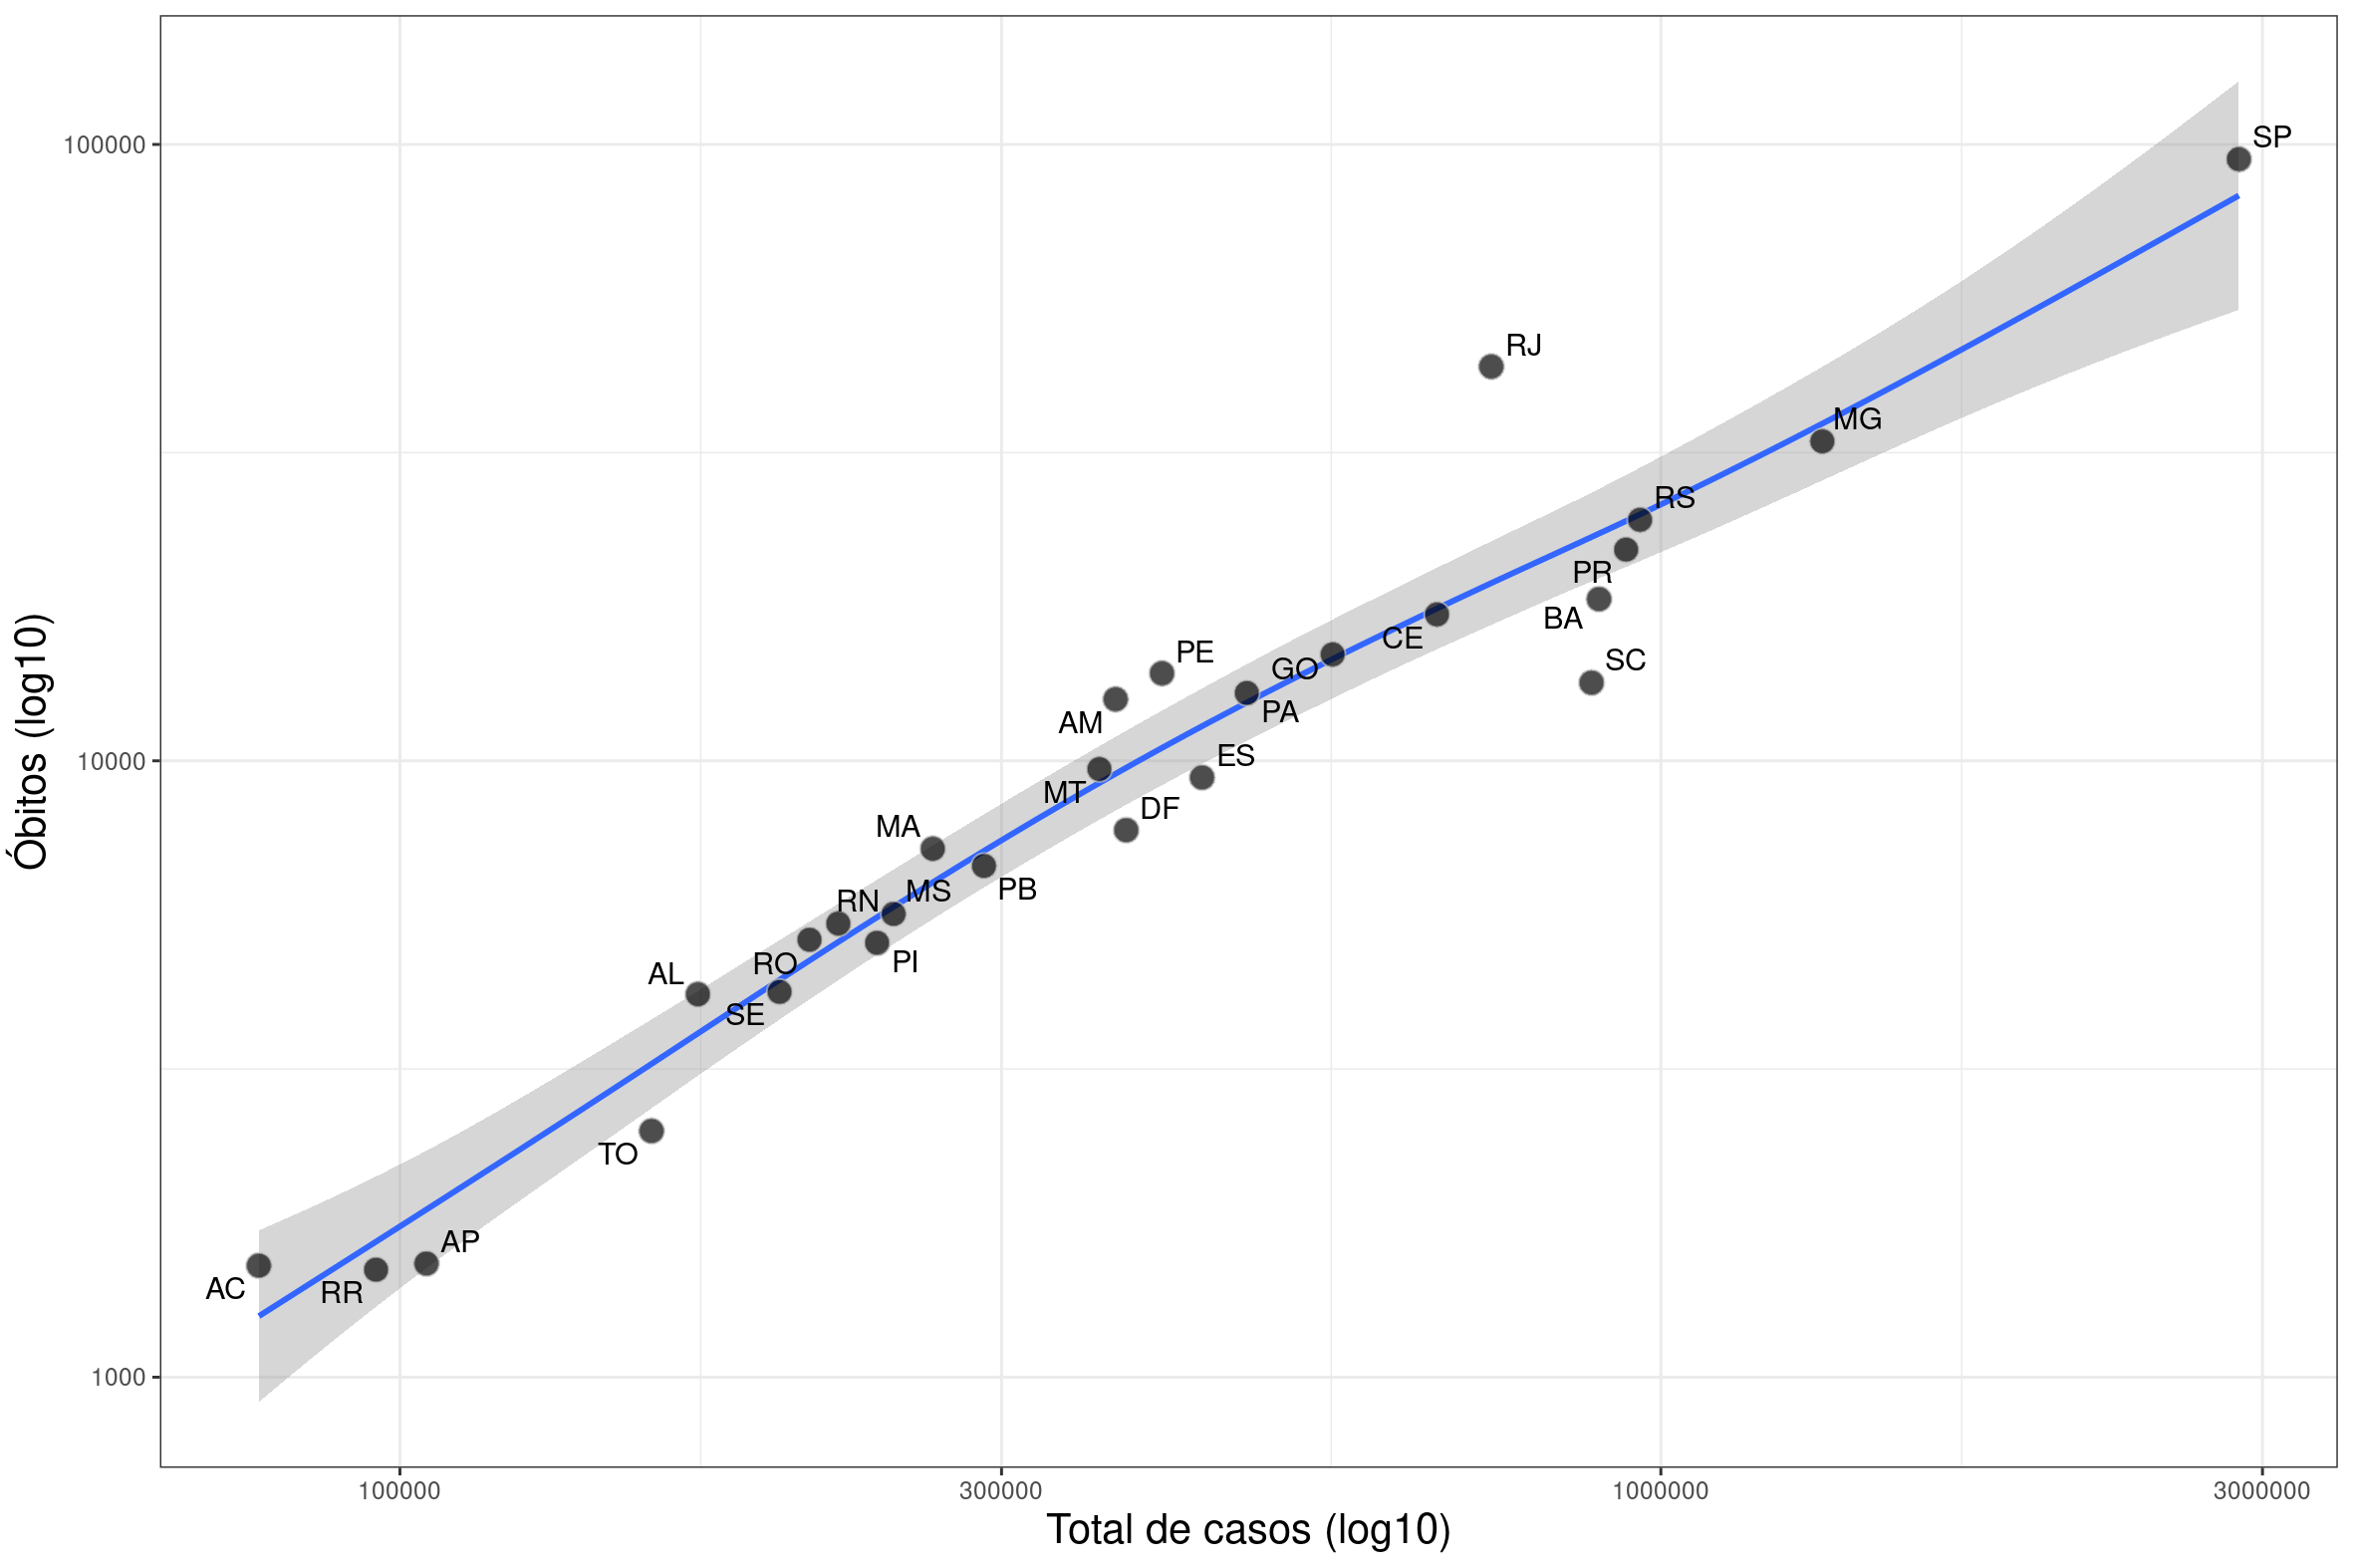 100000
10000
1000
Óbitos (log10)
SP
RJ
MG
RS
PR
BA
SC
CE
GO
PA
PE
AM
ES
MT
DF
MA
PB
MS
RN
PI
RO
AL
SE
TO
AP
AC
RR
100000 300000 1000000 3000000
Total de casos (log10)